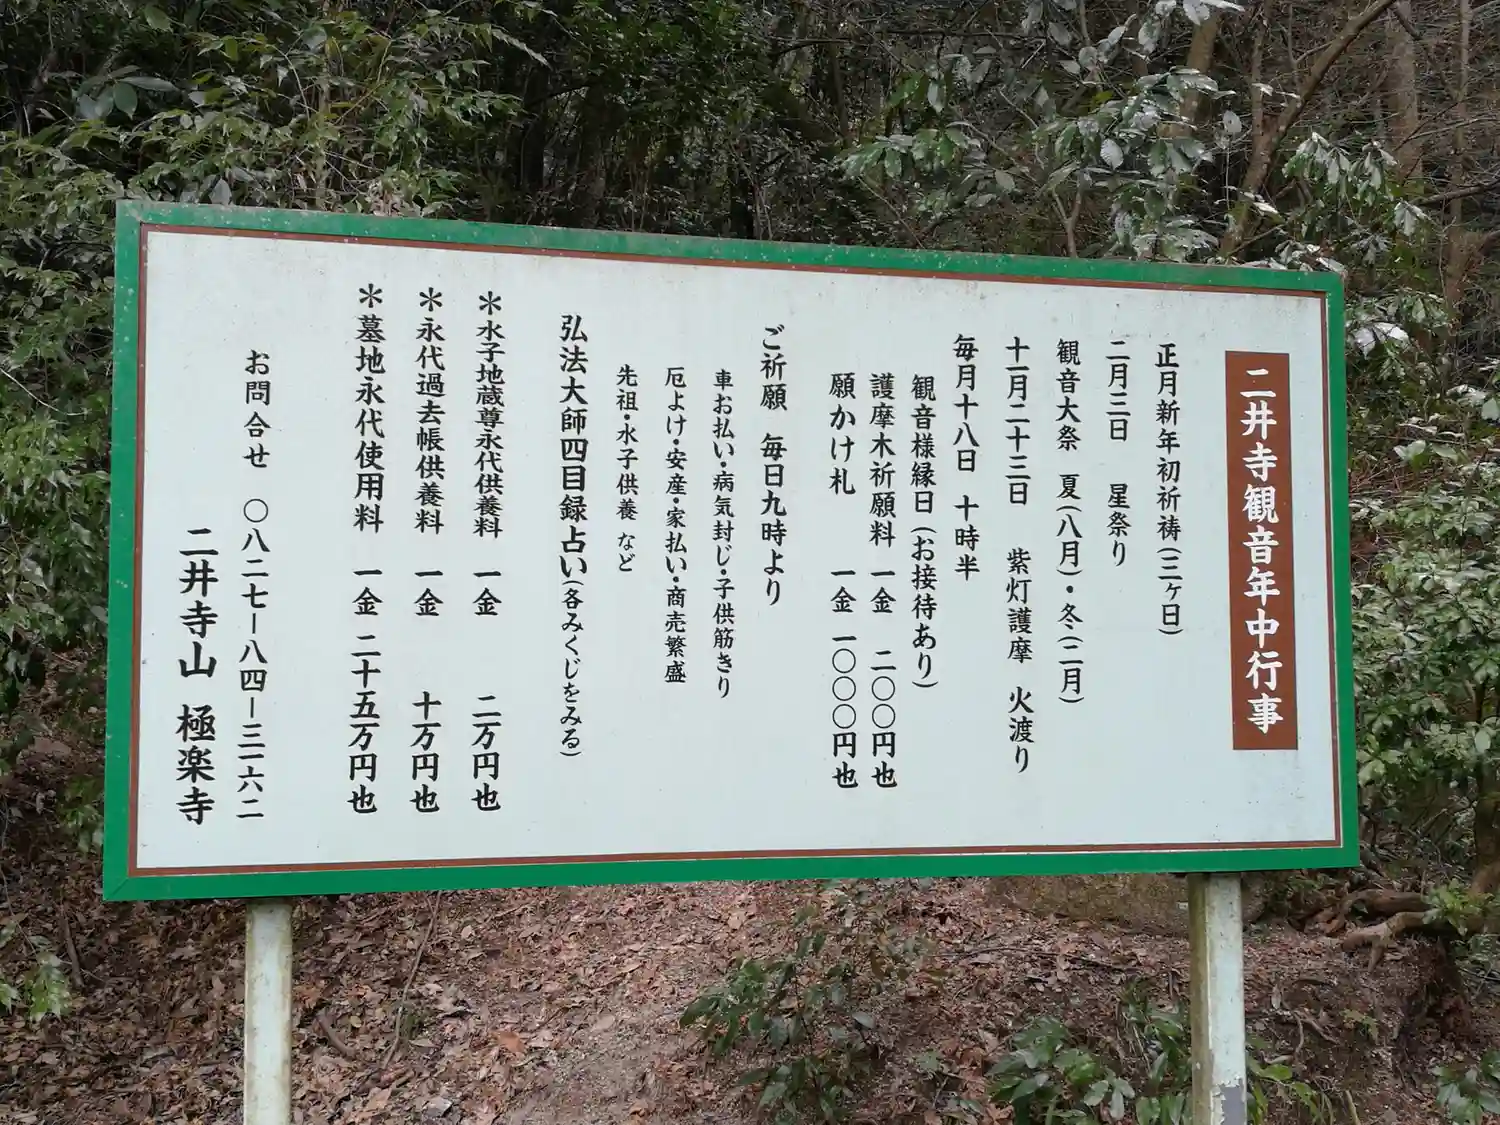 二井寺観音年中行事
正月新年初祈祷(三ヶ日)
二月三日　星祭り
観音大祭　夏(八月)・冬(二月)
十一月二十三日　紫灯護摩　火渡り
毎月十八日　十時半
観音様縁日(お接待あり)
護摩木祈願料　一金　二〇〇円也
願かけ札　一金　一〇〇〇円也
ご祈願　毎日九時より
車お払い・病気封じ・子供筋きり
厄よけ・安産・家払い・商売繁盛
先祖・水子供養 など
弘法大師四目録占い(各みくじをみる)
＊水子地蔵尊永代供養料　一金　二万円也
＊永代過去帳供養料　一金　十万円也
＊墓地永代使用料　一金　二十五万円也
お問合せ　〇八二七ー八四ー三一六二
二井寺山　極楽寺